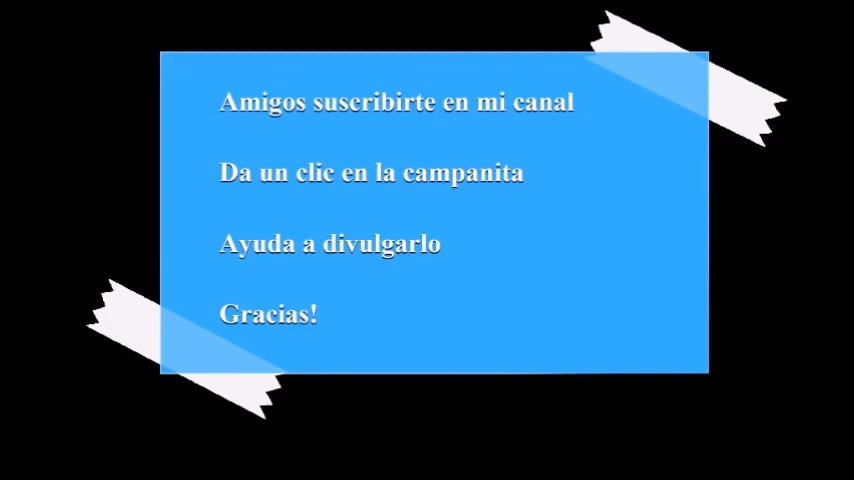 Amigos suscribirte en mi canal
Da un clic en la campanita
Ayuda a divulgarlo
Gracias!